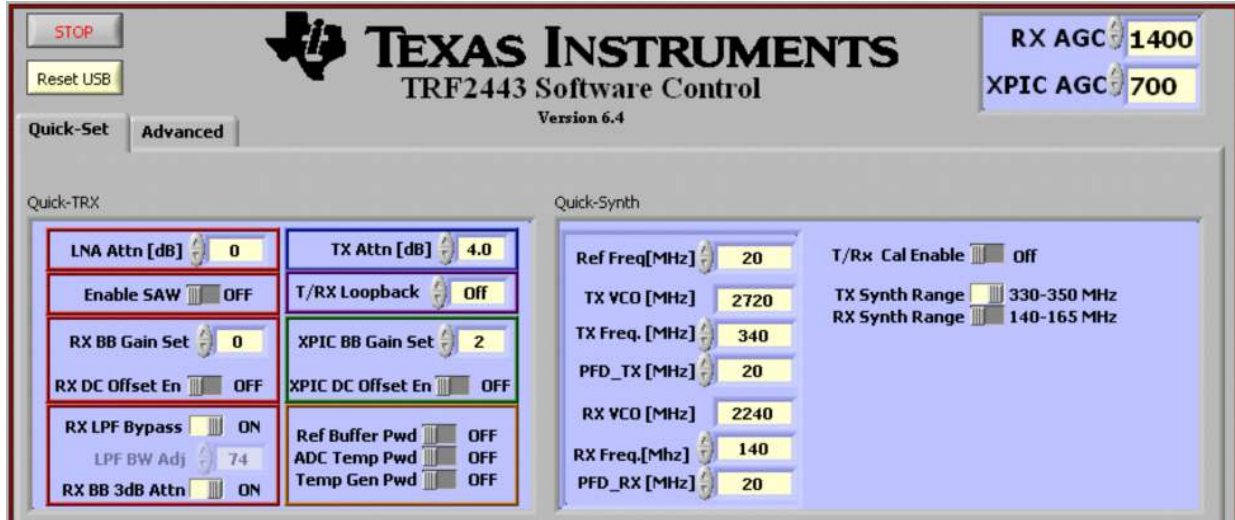 STOP
Reset USB
TEXAS INSTRUMENTS
TRF2443 Software Control
Version 6.4
RX AGC 1400
XPIC AGC 700
Quick-Set Advanced
Quick-TRX
LNA Attn [dB] 0
TX Attn [dB] 4.0
Enable SAW OFF
T/RX Loopback Off
RX BB Gain Set 0
XPIC BB Gain Set 2
RX DC Offset En OFF
XPIC DC Offset En OFF
RX LPF Bypass ON
LPF BW Adj 74
RX BB 3dB Attn ON
Ref Buffer Pwd OFF
ADC Temp Pwd OFF
Temp Gen Pwd OFF
Quick-Synth
Ref Freq[MHz] 20
TX VCO [MHz] 2720
TX Freq. [MHz] 340
PFD_TX [MHz] 20
RX VCO [MHz] 2240
RX Freq.[Mhz] 140
PFD_RX [MHz] 20
T/Rx Cal Enable Off
TX Synth Range 330-350 MHz
RX Synth Range 140-165 MHz